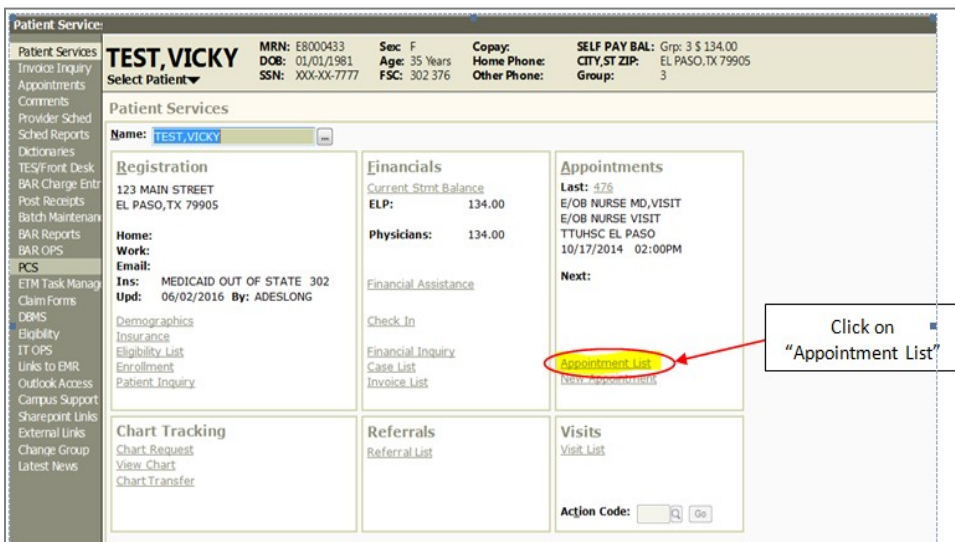 Patient Services
Patient Services
Invoice Inquiry
Appointments
Comments
Provider Sched
Sched Reports
Dictionaries
TES/Front Desk
BAR Charge Entr
Post Receipts
Batch Maintenan
BAR Reports
BAR OPS
PCS
ETM Task Manag
Claim Forms
DBMS
Eligibility
IT OPS
Links to EMR
Outlook Access
Campus Support
Sharepoint Links
External Links
Change Group
Latest News
TEST,VICKY
Select Patient
MRN: E8000433
DOB: 01/01/1981
SSN: XXX-XX-7777
Sex: F
Age: 35 Years
FSC: 302 376
Copay:
Home Phone:
Other Phone:
SELF PAY BAL: Grp: 3 $ 134.00
CITY,ST ZIP: EL PASO,TX 79905
Group: 3
Patient Services
Name: TEST,VICKY ...
Registration
123 MAIN STREET
EL PASO,TX 79905
Home:
Work:
Email:
Ins: MEDICAID OUT OF STATE 302
Upd: 06/02/2016 By: ADESLONG
Demographics
Insurance
Eligibility List
Enrollment
Patient Inquiry
Financials
Current Stmt Balance
ELP: 134.00
Physicians: 134.00
Financial Assistance
Check In
Financial Inquiry
Case List
Invoice List
Appointments
Last: 476
E/OB NURSE MD,VISIT
E/OB NURSE VISIT
TTUHSC EL PASO
10/17/2014 02:00PM
Next:
Appointment List
New Appointment
Click on
“Appointment List”
Chart Tracking
Chart Request
View Chart
Chart Transfer
Referrals
Referral List
Visits
Visit List
Action Code: Go